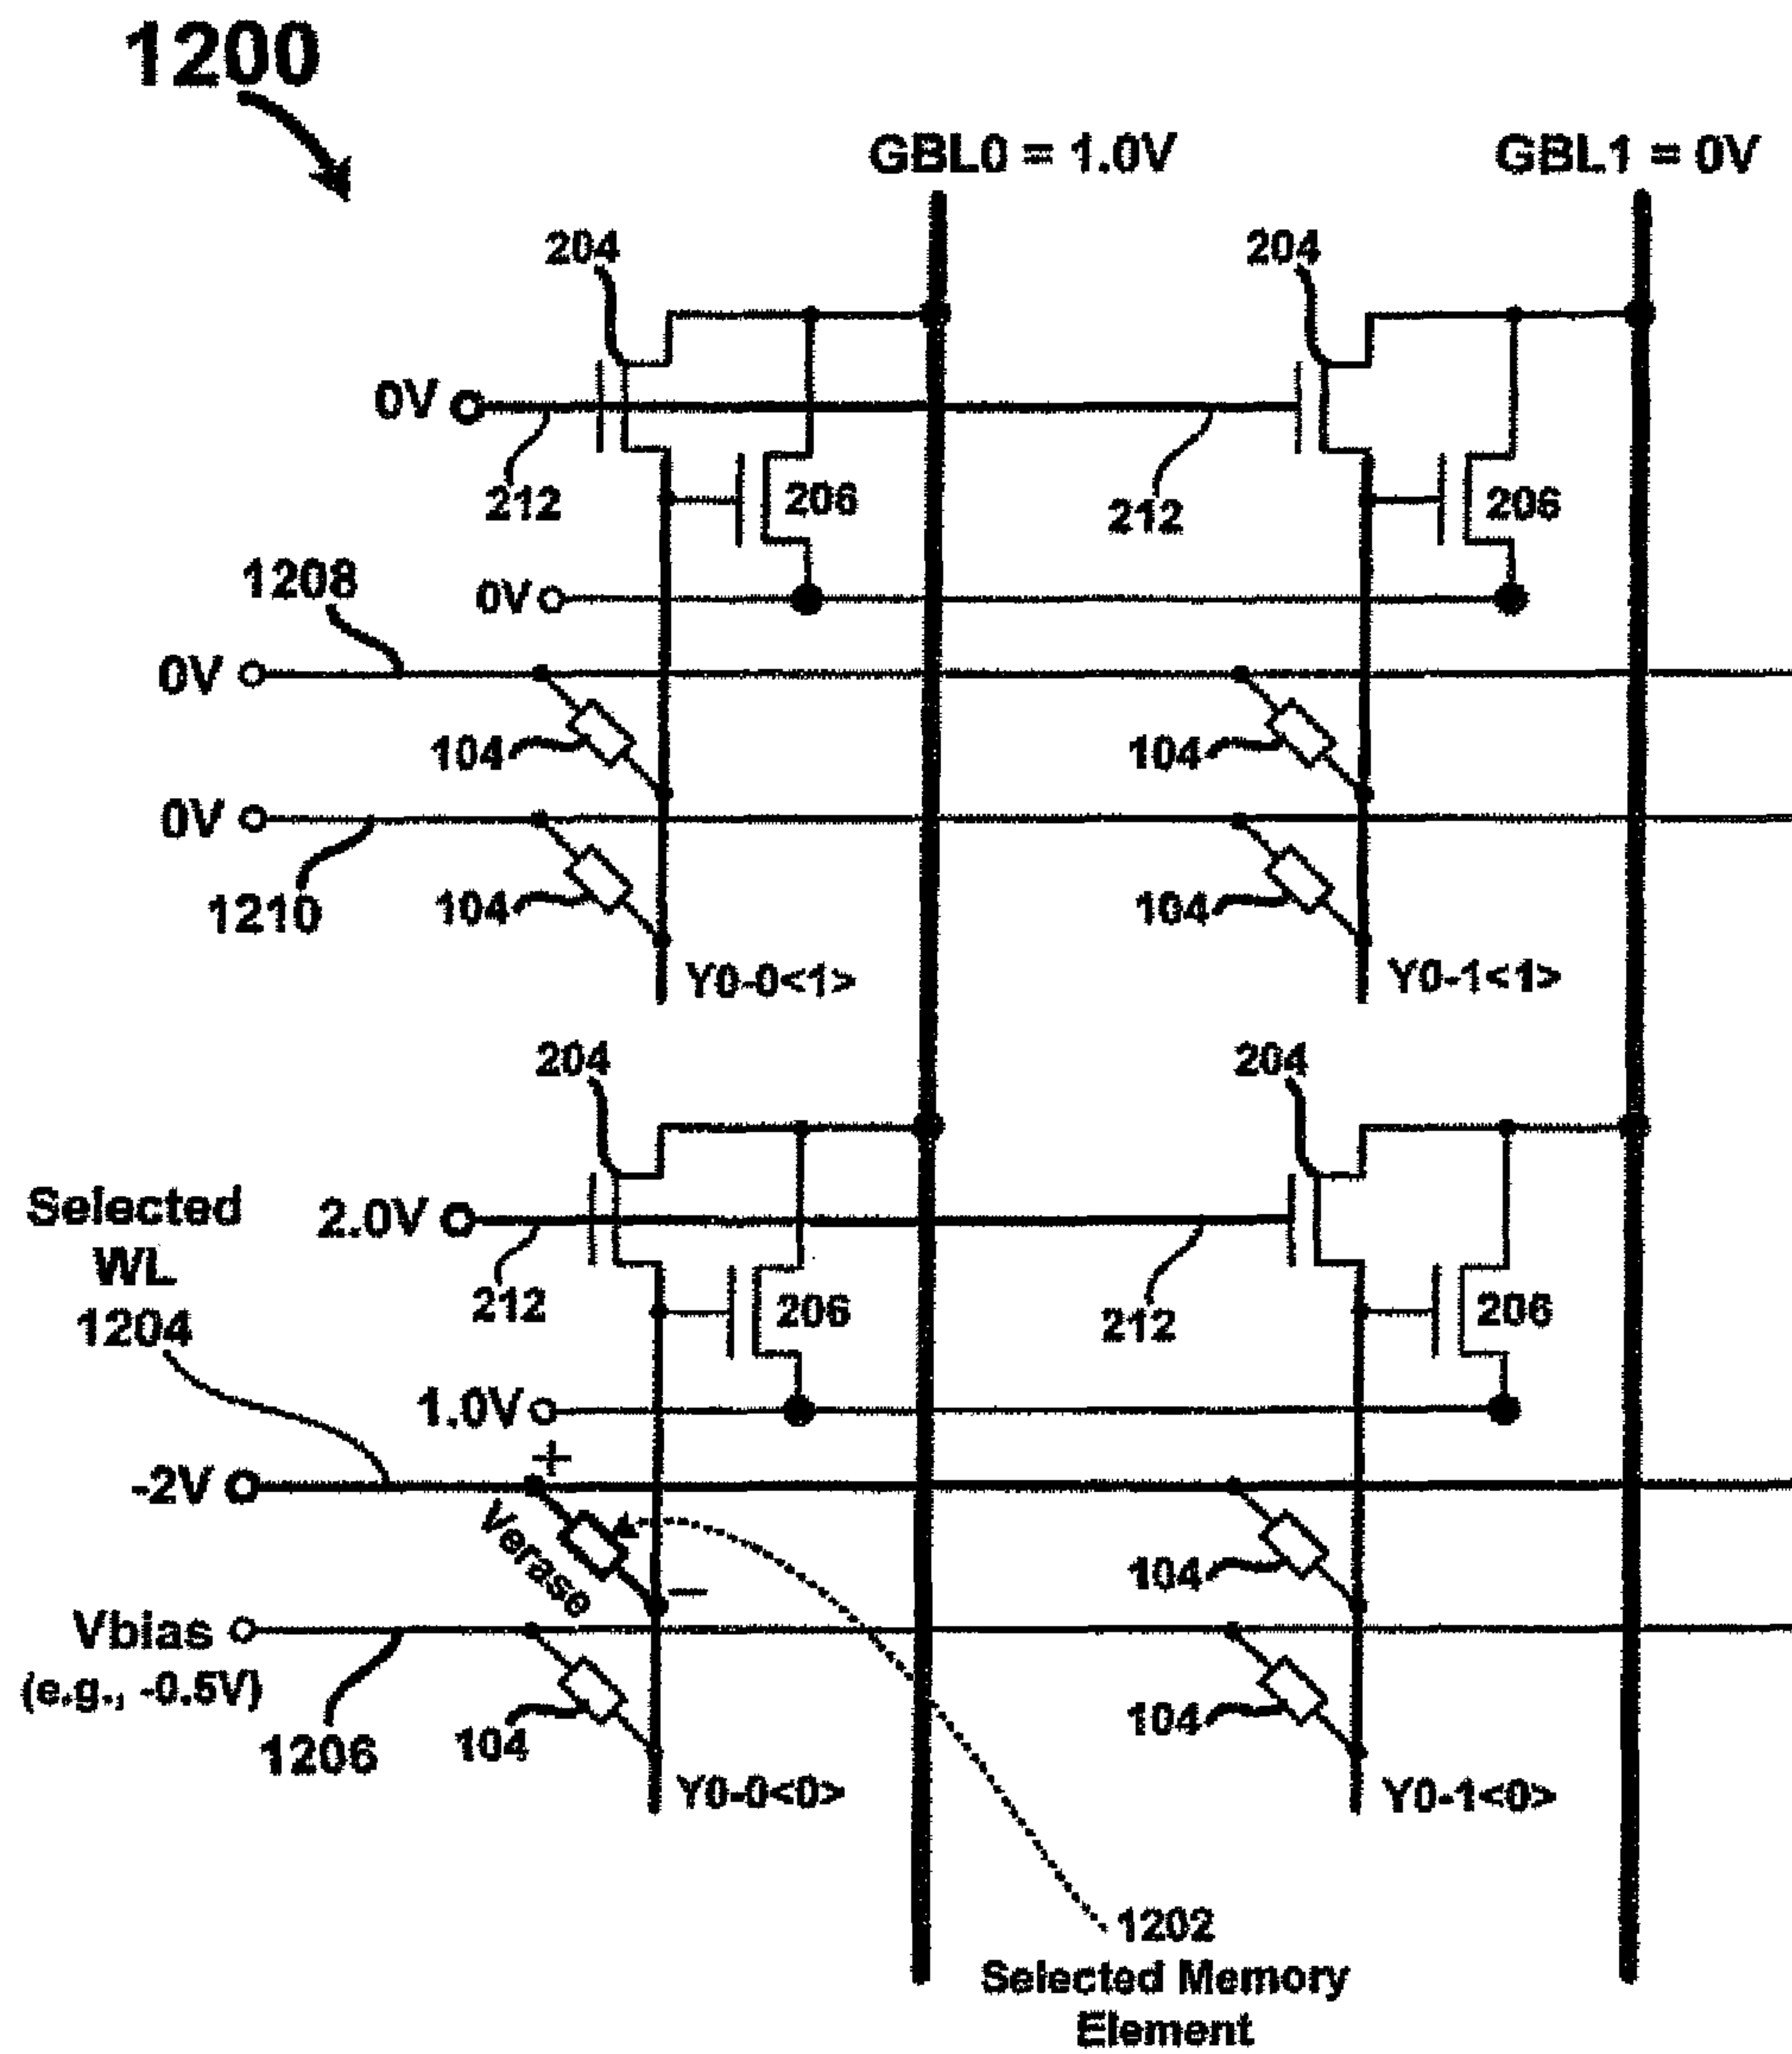 1200
GBL0 = 1.0V
GBL1 = 0V
204
204
0V
212
206
212
206
1208
0V
0V
104
104
0V
1210
104
104
Y0-0<1>
Y0-1<1>
204
204
Selected
WL
1204
2.0V
212
206
212
206
1.0V
+
-2V
Verase
−
104
Vbias
(e.g., -0.5V)
1206
104
104
Y0-0<0>
Y0-1<0>
1202
Selected Memory
Element